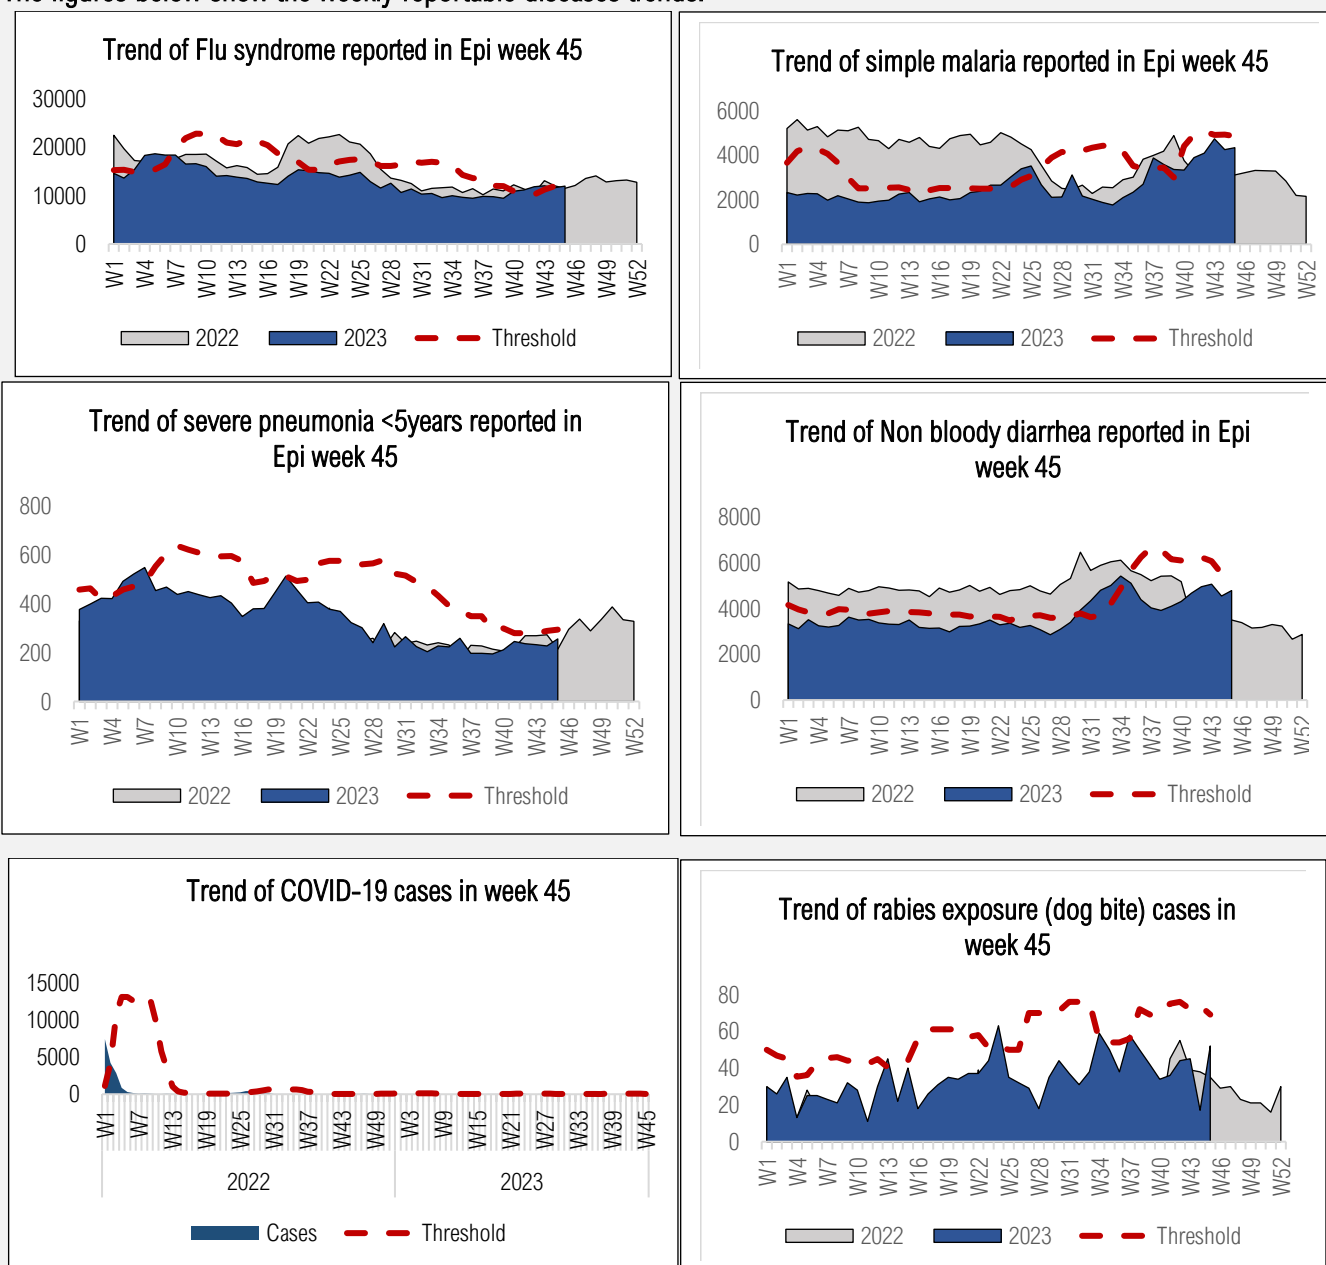 The figures below show the weekly reportable diseases trends.
Trend of Flu syndrome reported in Epi week 45
30000
20000
10000
0
W1 W4 W7 W10 W13 W16 W19 W22 W25 W28 W31 W34 W37 W40 W43 W46 W49 W52
2022 2023 Threshold
Trend of simple malaria reported in Epi week 45
6000
4000
2000
0
W1 W4 W7 W10 W13 W16 W19 W22 W25 W28 W31 W34 W37 W40 W43 W46 W49 W52
2022 2023 Threshold
Trend of severe pneumonia <5years reported in
Epi week 45
800
600
400
200
0
W1 W4 W7 W10 W13 W16 W19 W22 W25 W28 W31 W34 W37 W40 W43 W46 W49 W52
2022 2023 Threshold
Trend of Non bloody diarrhea reported in Epi
week 45
8000
6000
4000
2000
0
W1 W4 W7 W10 W13 W16 W19 W22 W25 W28 W31 W34 W37 W40 W43 W46 W49 W52
2022 2023 Threshold
Trend of COVID-19 cases in week 45
15000
10000
5000
0
W1 W7 W13 W19 W25 W31 W37 W43 W49 W3 W9 W15 W21 W27 W33 W39 W45
2022 2023
Cases Threshold
Trend of rabies exposure (dog bite) cases in
week 45
80
60
40
20
0
W1 W4 W7 W10 W13 W16 W19 W22 W25 W28 W31 W34 W37 W40 W43 W46 W49 W52
2022 2023 Threshold